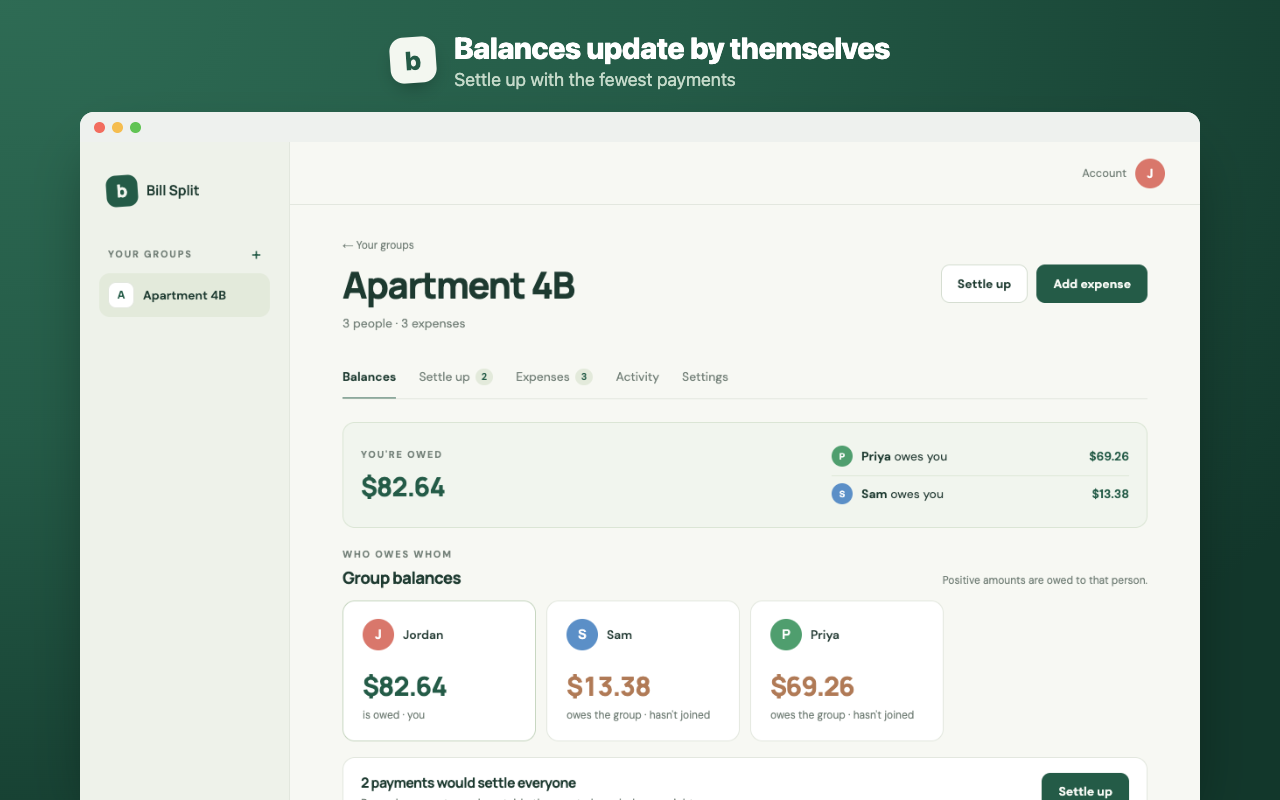 b
Balances update by themselves
Settle up with the fewest payments
b Bill Split
Account J
YOUR GROUPS +
A Apartment 4B
← Your groups
Apartment 4B
Settle up
Add expense
3 people · 3 expenses
Balances Settle up 2 Expenses 3 Activity Settings
YOU'RE OWED
$82.64
P Priya owes you $69.26
S Sam owes you $13.38
WHO OWES WHOM
Group balances
Positive amounts are owed to that person.
J Jordan
$82.64
is owed · you
S Sam
$13.38
owes the group · hasn't joined
P Priya
$69.26
owes the group · hasn't joined
2 payments would settle everyone
Settle up